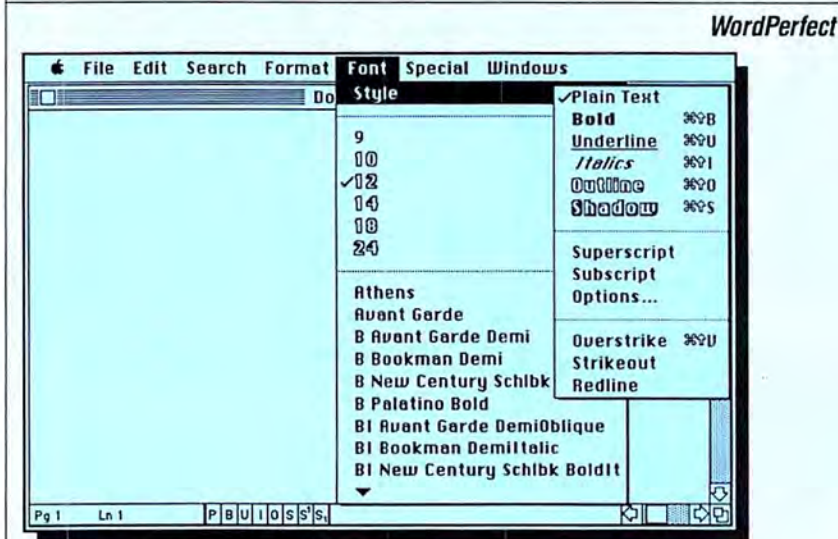 WordPerfect
File Edit Search Format Font Special Windows
Do
Style
9
10
✓12
14
18
24
Athens
Avant Garde
B Avant Garde Demi
B Bookman Demi
B New Century Schlbk
B Palatino Bold
BI Avant Garde DemiOblique
BI Bookman DemiItalic
BI New Century Schlbk BoldIt
✓Plain Text
Bold ⌘⇧B
Underline ⌘⇧U
Italics ⌘⇧I
Outline ⌘⇧O
Shadow ⌘⇧S
Superscript
Subscript
Options...
Overstrike ⌘⇧V
Strikeout
Redline
Pg 1 Ln 1 P B U I O S S¹ S₁